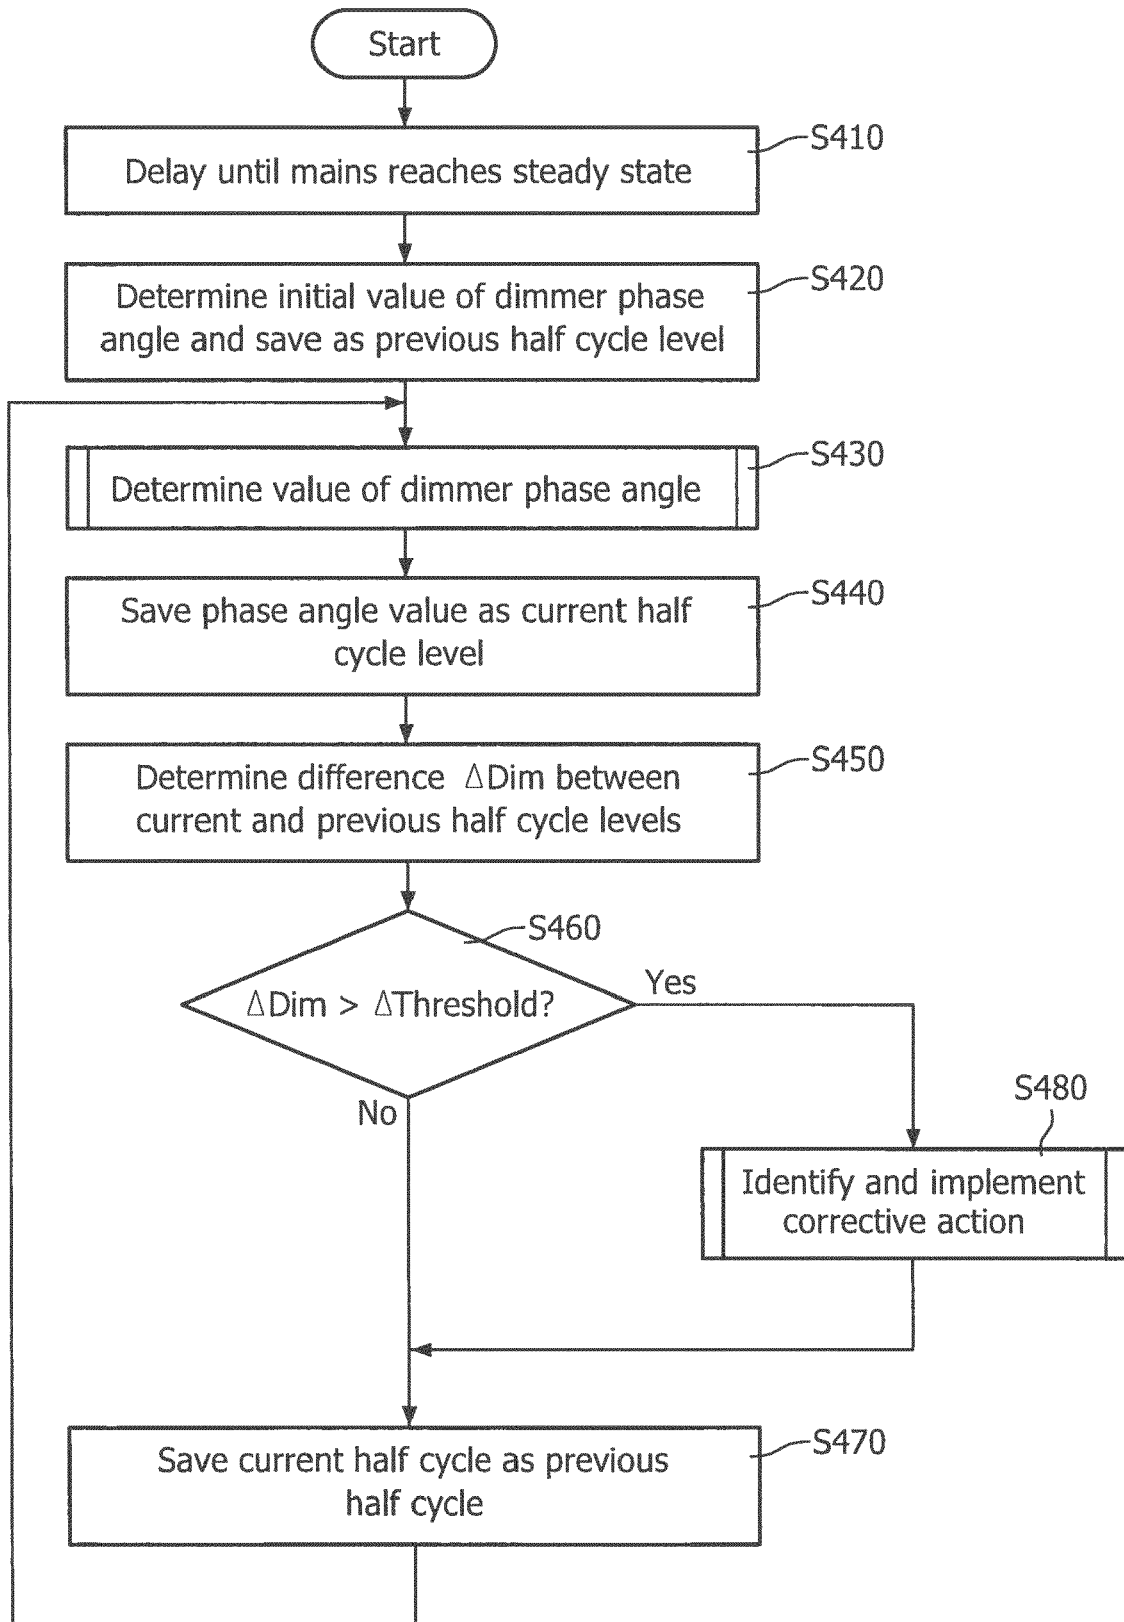 Start
S410
Delay until mains reaches steady state
S420
Determine initial value of dimmer phase
angle and save as previous half cycle level
S430
Determine value of dimmer phase angle
S440
Save phase angle value as current half
cycle level
S450
Determine difference ΔDim between
current and previous half cycle levels
S460
ΔDim > ΔThreshold?
Yes
No
S480
Identify and implement
corrective action
S470
Save current half cycle as previous
half cycle